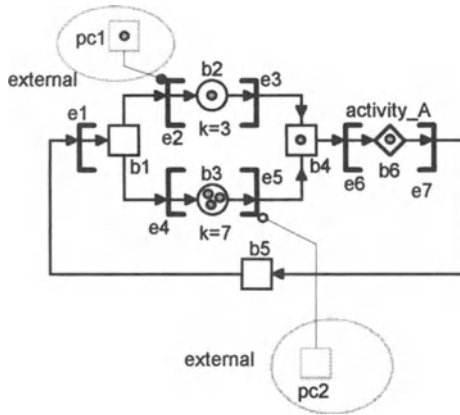 pc1
external
b2
e3
e1
e2
k=3
activity_A
b1
b3
e5
b4
b6
e6
e7
e4
k=7
b5
external
pc2